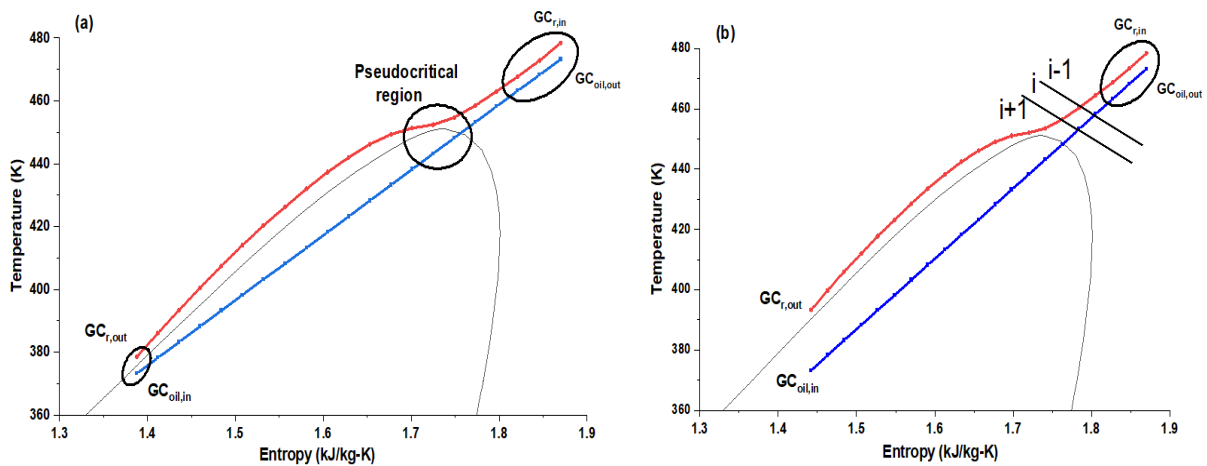 (a)
GCr,in
480
460
440
420
400
380
360
Temperature (K)
Pseudocritical
region
GCoil,out
GCr,out
GCoil,in
1.3 1.4 1.5 1.6 1.7 1.8 1.9
Entropy (kJ/kg-K)
(b)
GCr,in
480
460
440
420
400
380
360
Temperature (K)
i-1
i
i+1
GCoil,out
GCr,out
GCoil,in
1.3 1.4 1.5 1.6 1.7 1.8 1.9
Entropy (kJ/kg-K)